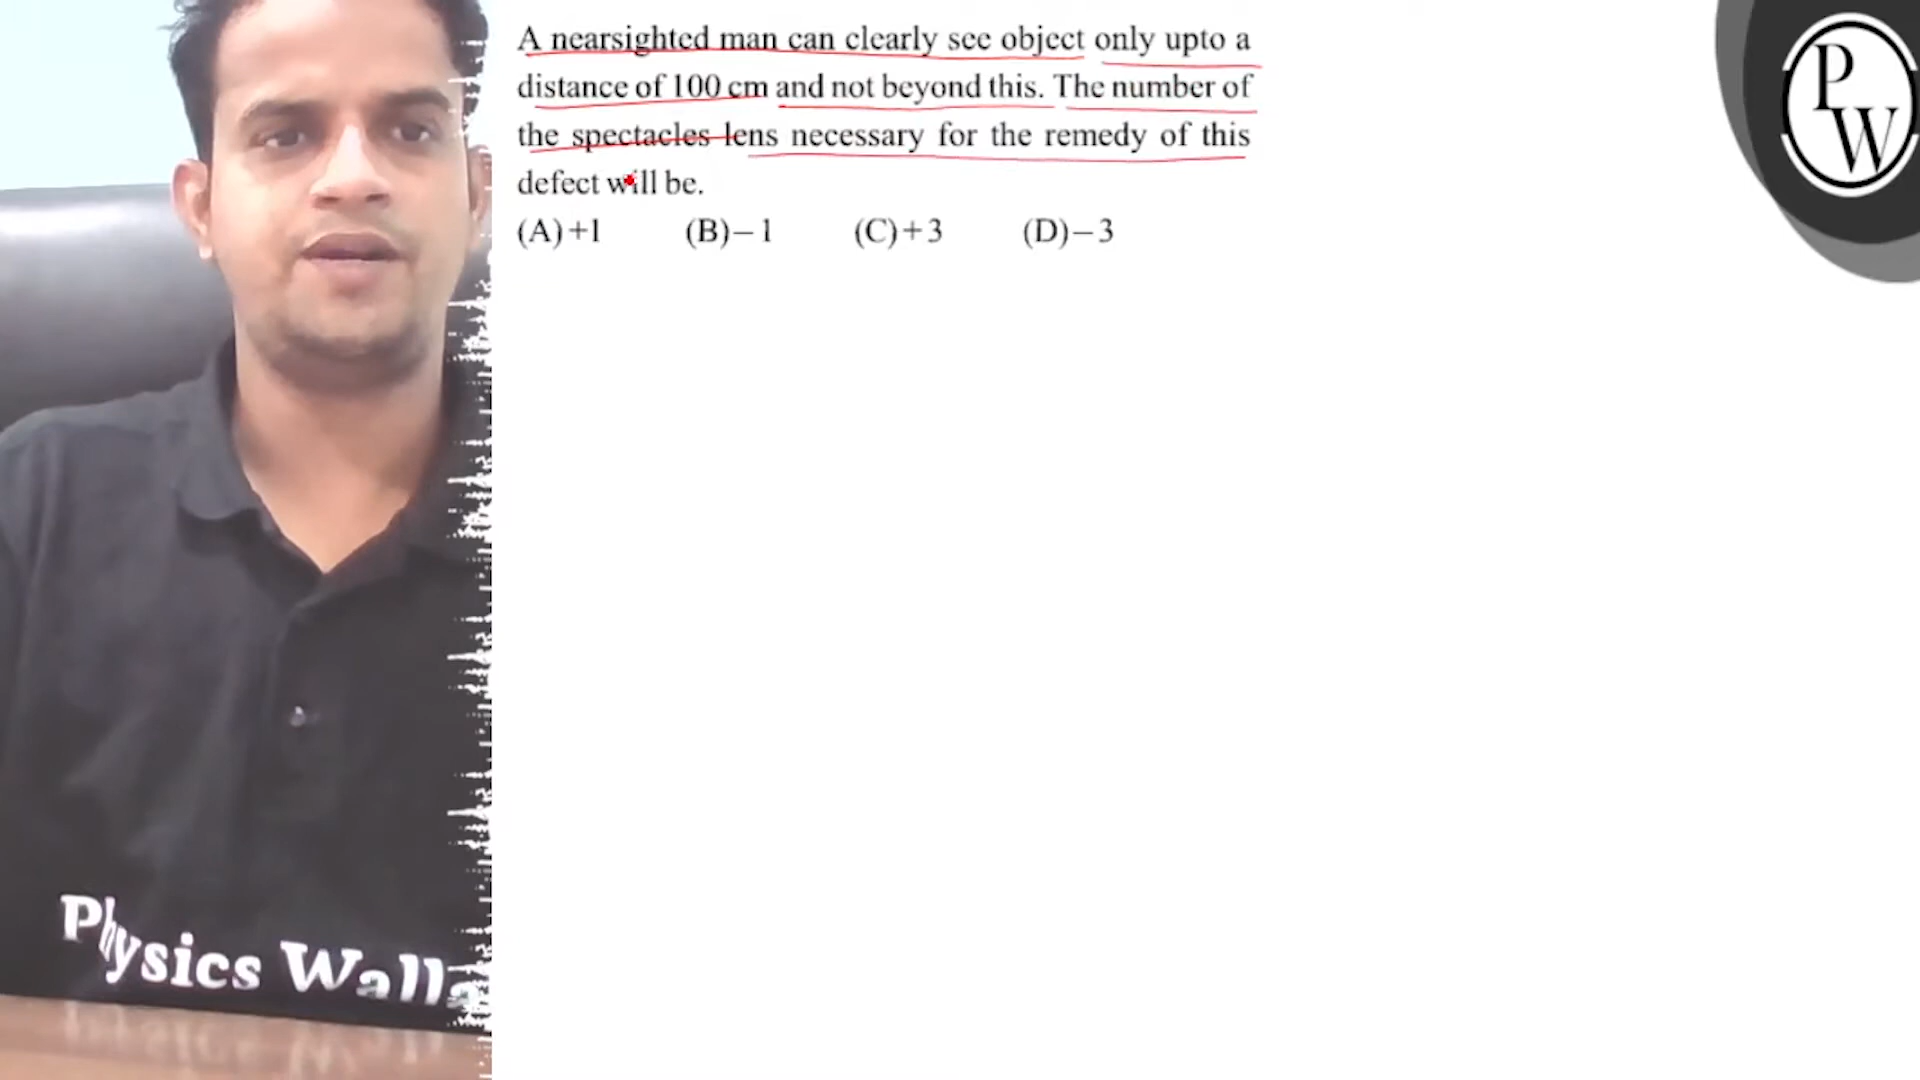 A nearsighted man can clearly see object only upto a
distance of 100 cm and not beyond this. The number of
the spectacles lens necessary for the remedy of this
defect will be.
(A)+1 (B)–1 (C)+3 (D)–3
PW
Physics Walla